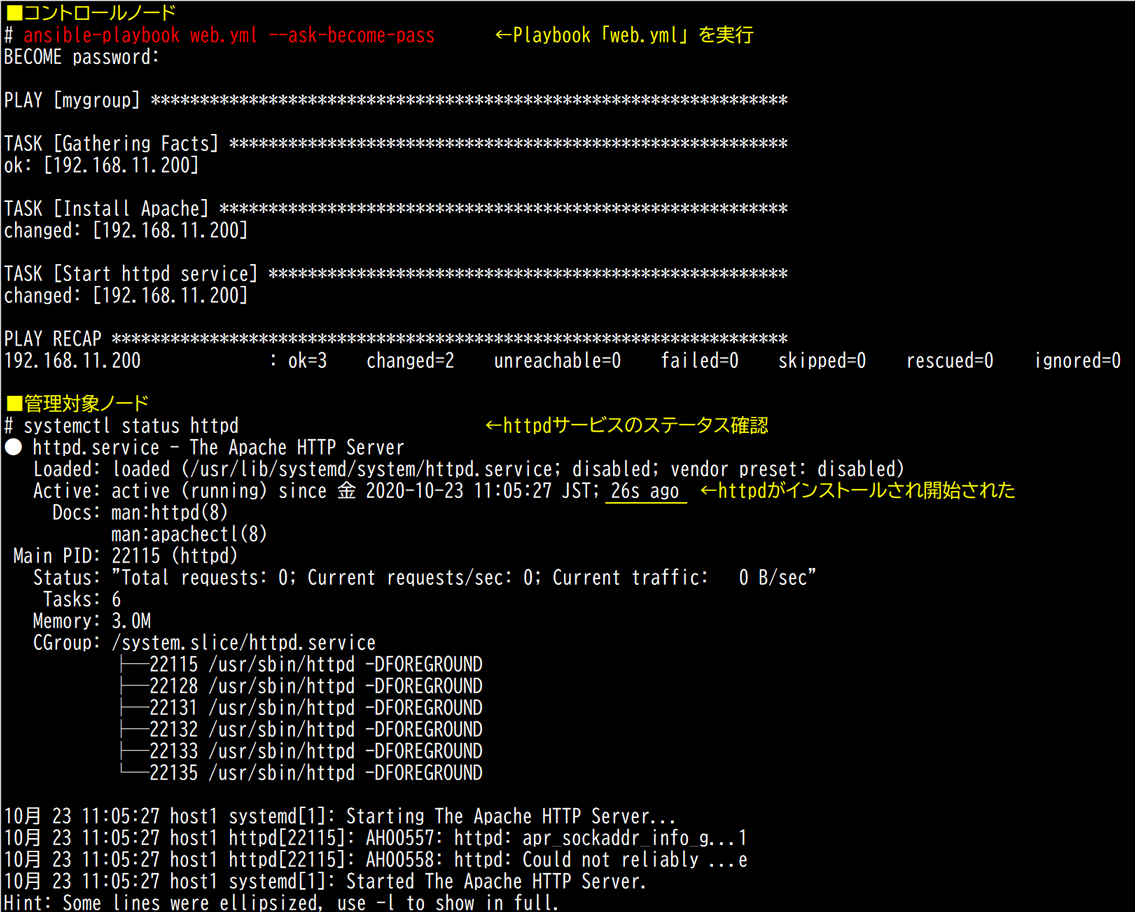 ■コントロールノード
# ansible-playbook web.yml --ask-become-pass ←Playbook「web.yml」を実行
BECOME password:
PLAY [mygroup] *****************************************************************
TASK [Gathering Facts] *********************************************************
ok: [192.168.11.200]
TASK [Install Apache] **********************************************************
changed: [192.168.11.200]
TASK [Start httpd service] *****************************************************
changed: [192.168.11.200]
PLAY RECAP *********************************************************************
192.168.11.200 : ok=3 changed=2 unreachable=0 failed=0 skipped=0 rescued=0 ignored=0
■管理対象ノード
# systemctl status httpd ←httpdサービスのステータス確認
● httpd.service - The Apache HTTP Server
Loaded: loaded (/usr/lib/systemd/system/httpd.service; disabled; vendor preset: disabled)
Active: active (running) since 金 2020-10-23 11:05:27 JST; 26s ago ←httpdがインストールされ開始された
Docs: man:httpd(8)
man:apachectl(8)
Main PID: 22115 (httpd)
Status: "Total requests: 0; Current requests/sec: 0; Current traffic: 0 B/sec"
Tasks: 6
Memory: 3.0M
CGroup: /system.slice/httpd.service
├──22115 /usr/sbin/httpd -DFOREGROUND
├──22128 /usr/sbin/httpd -DFOREGROUND
├──22131 /usr/sbin/httpd -DFOREGROUND
├──22132 /usr/sbin/httpd -DFOREGROUND
├──22133 /usr/sbin/httpd -DFOREGROUND
└──22135 /usr/sbin/httpd -DFOREGROUND
10月 23 11:05:27 host1 systemd[1]: Starting The Apache HTTP Server...
10月 23 11:05:27 host1 httpd[22115]: AH00557: httpd: apr_sockaddr_info_g...1
10月 23 11:05:27 host1 httpd[22115]: AH00558: httpd: Could not reliably ...e
10月 23 11:05:27 host1 systemd[1]: Started The Apache HTTP Server.
Hint: Some lines were ellipsized, use -l to show in full.